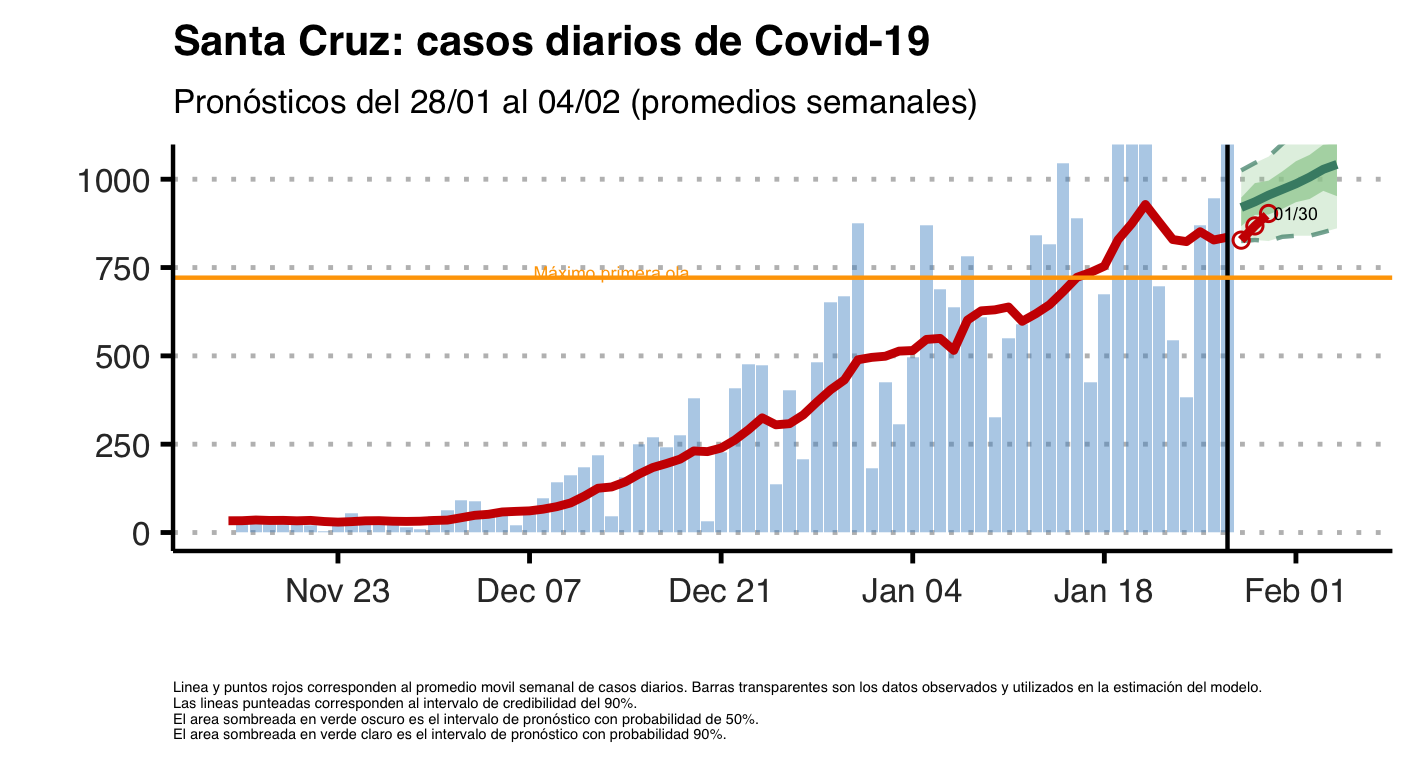 Santa Cruz: casos diarios de Covid-19
Pronósticos del 28/01 al 04/02 (promedios semanales)
1000
750
500
250
0
Máximo primera ola
01/30
Nov 23
Dec 07
Dec 21
Jan 04
Jan 18
Feb 01
Linea y puntos rojos corresponden al promedio movil semanal de casos diarios. Barras transparentes son los datos observados y utilizados en la estimación del modelo.
Las lineas punteadas corresponden al intervalo de credibilidad del 90%.
El area sombreada en verde oscuro es el intervalo de pronóstico con probabilidad de 50%.
El area sombreada en verde claro es el intervalo de pronóstico con probabilidad 90%.